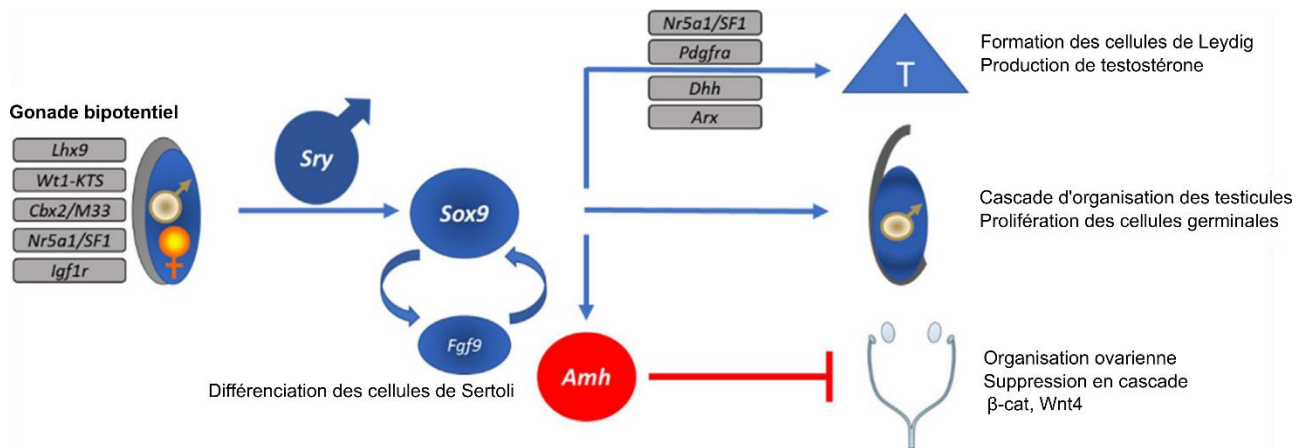 Gonade bipotentiel
Lhx9
Wt1-KTS
Cbx2/M33
Nr5a1/SF1
Igf1r
Sry
Sox9
Fgf9
Différenciation des cellules de Sertoli
Nr5a1/SF1
Pdgfra
Dhh
Arx
T
Formation des cellules de Leydig
Production de testostérone
Cascade d'organisation des testicules
Prolifération des cellules germinales
Amh
Organisation ovarienne
Suppression en cascade
β-cat, Wnt4